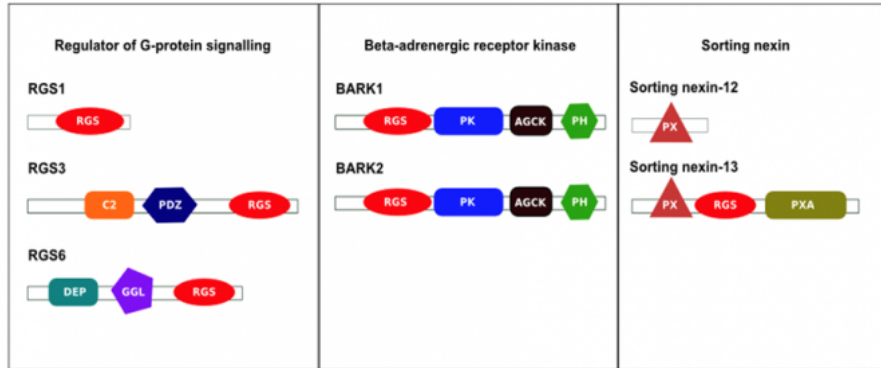 Regulator of G-protein signalling
RGS1
RGS
RGS3
C2 PDZ RGS
RGS6
DEP GGL RGS
Beta-adrenergic receptor kinase
BARK1
RGS PK AGCK PH
BARK2
RGS PK AGCK PH
Sorting nexin
Sorting nexin-12
PX
Sorting nexin-13
PX RGS PXA